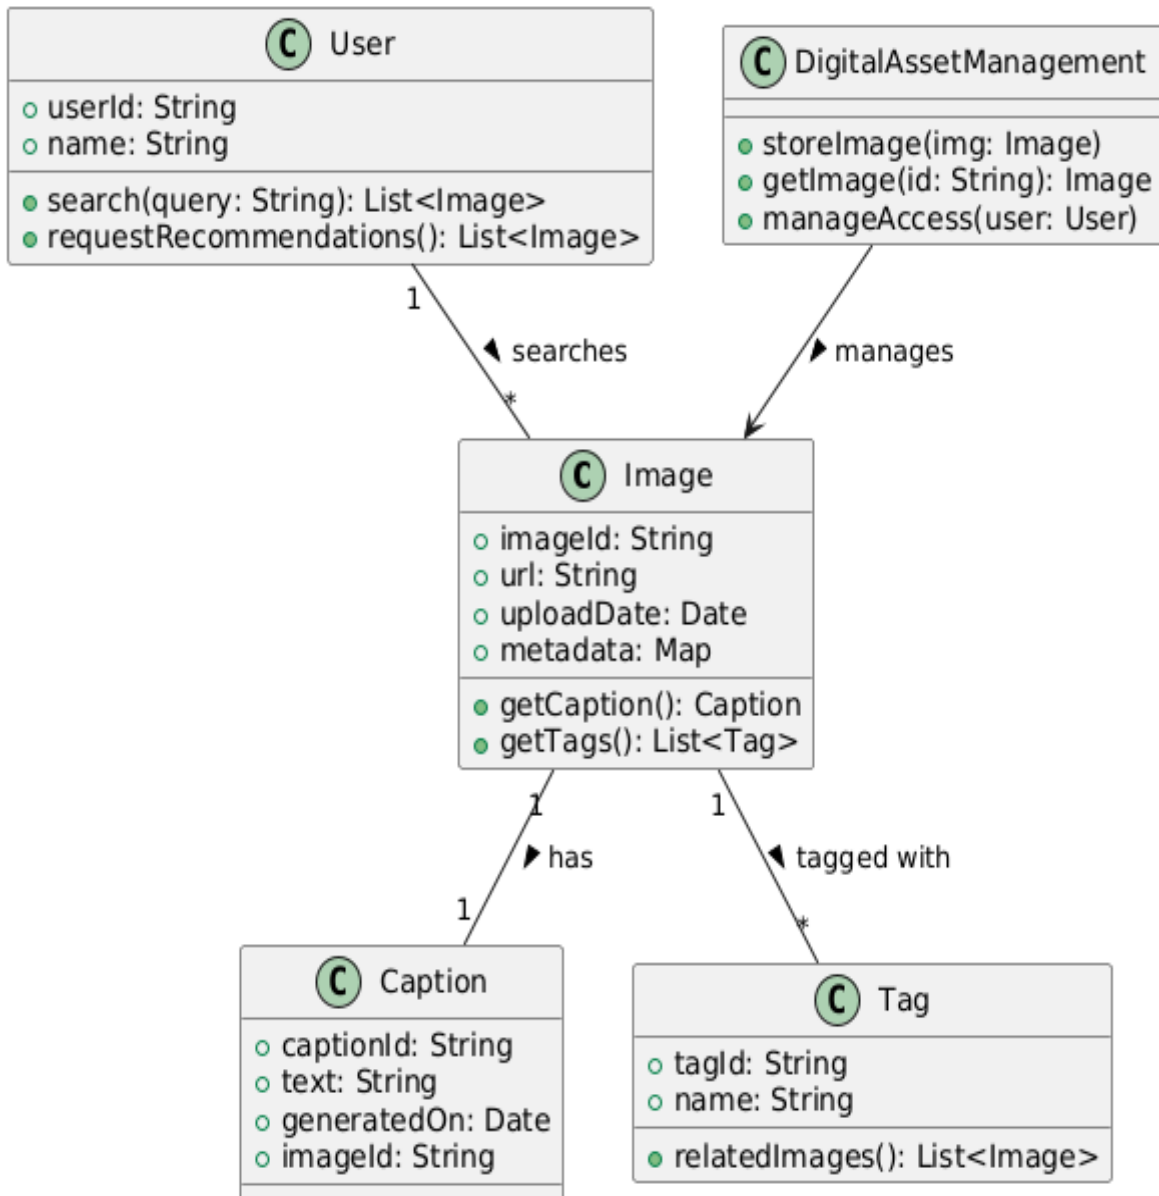 C User
userId: String
name: String
search(query: String): List<Image>
requestRecommendations(): List<Image>
C DigitalAssetManagement
storeImage(img: Image)
getImage(id: String): Image
manageAccess(user: User)
1
searches
*
manages
C Image
imageId: String
url: String
uploadDate: Date
metadata: Map
getCaption(): Caption
getTags(): List<Tag>
1
has
1
1
tagged with
*
C Caption
captionId: String
text: String
generatedOn: Date
imageId: String
C Tag
tagId: String
name: String
relatedImages(): List<Image>